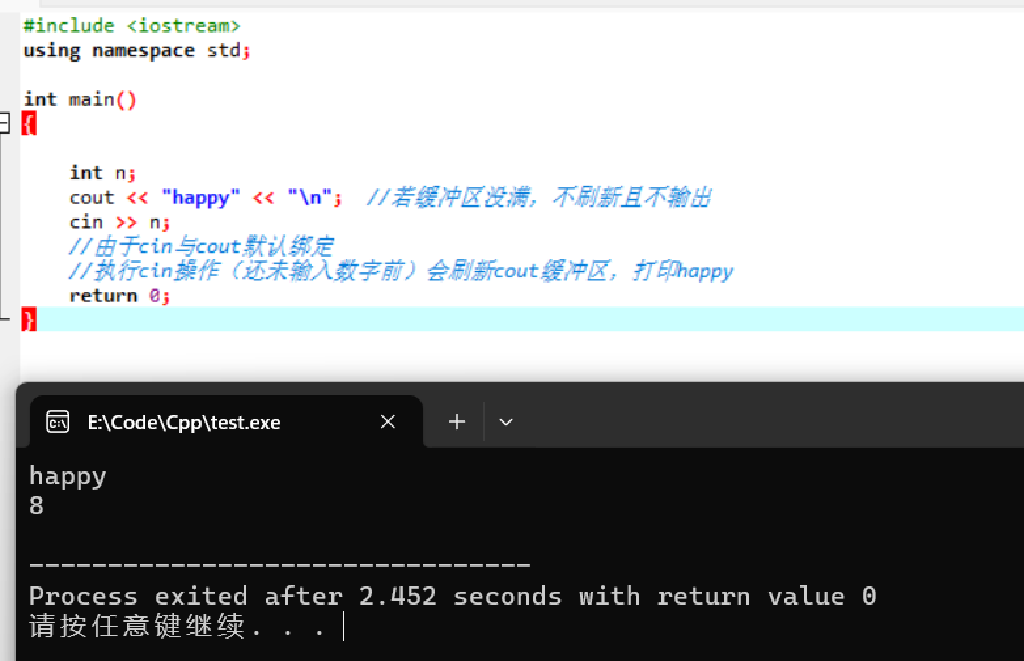 #include <iostream>
using namespace std;
int main()
{
int n;
cout << "happy" << "\n"; //若缓冲区没满，不刷新且不输出
cin >> n;
//由于cin与cout默认绑定
//执行cin操作（还未输入数字前）会刷新cout缓冲区，打印happy
return 0;
}
E:\Code\Cpp\test.exe
happy
8
--------------------------------
Process exited after 2.452 seconds with return value 0
请按任意键继续. . .